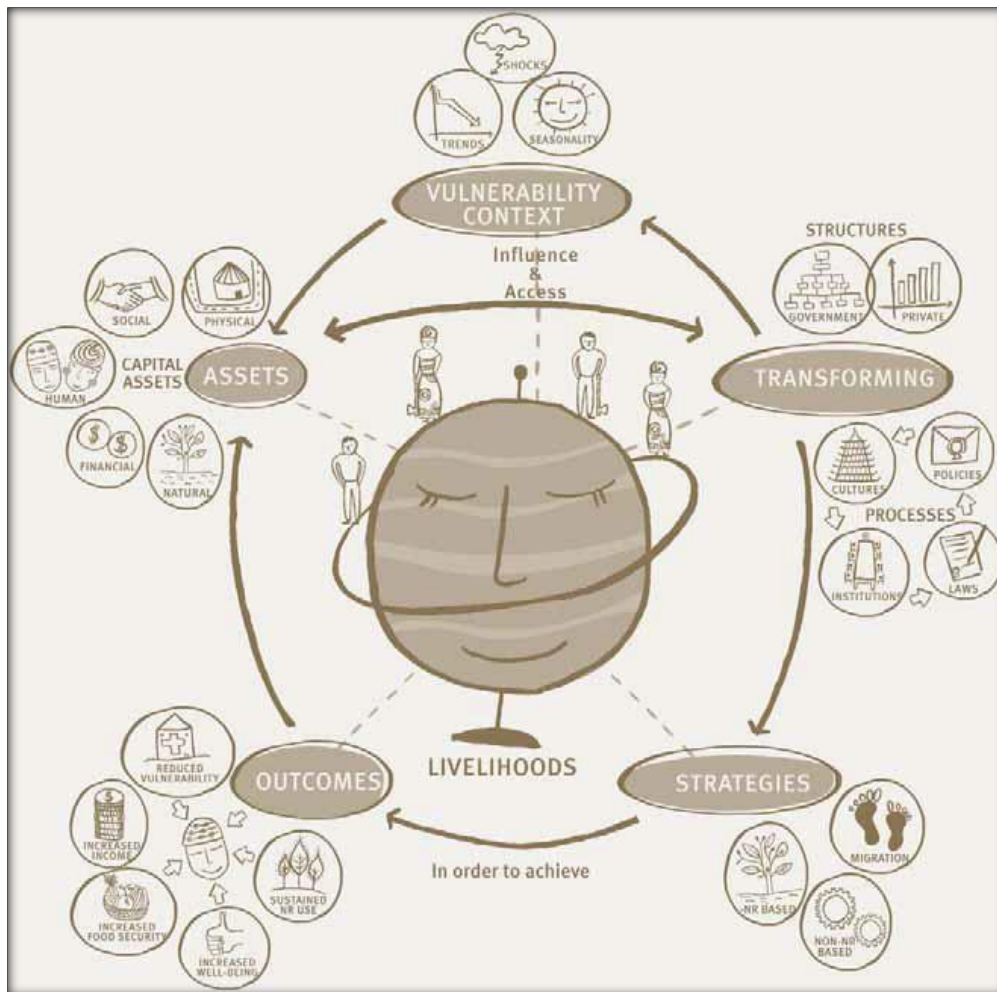 SHOCKS
TRENDS
SEASONALITY
VULNERABILITY
CONTEXT
Influence
&
Access
STRUCTURES
GOVERNMENT
PRIVATE
SOCIAL
PHYSICAL
HUMAN
CAPITAL
ASSETS
FINANCIAL
NATURAL
ASSETS
TRANSFORMING
CULTURES
POLICIES
PROCESSES
INSTITUTIONS
LAWS
LIVELIHOODS
OUTCOMES
REDUCED
VULNERABILITY
INCREASED
INCOME
INCREASED
FOOD SECURITY
INCREASED
WELL-BEING
SUSTAINED
NR USE
In order to achieve
STRATEGIES
MIGRATION
-NR BASED
NON-NR
BASED